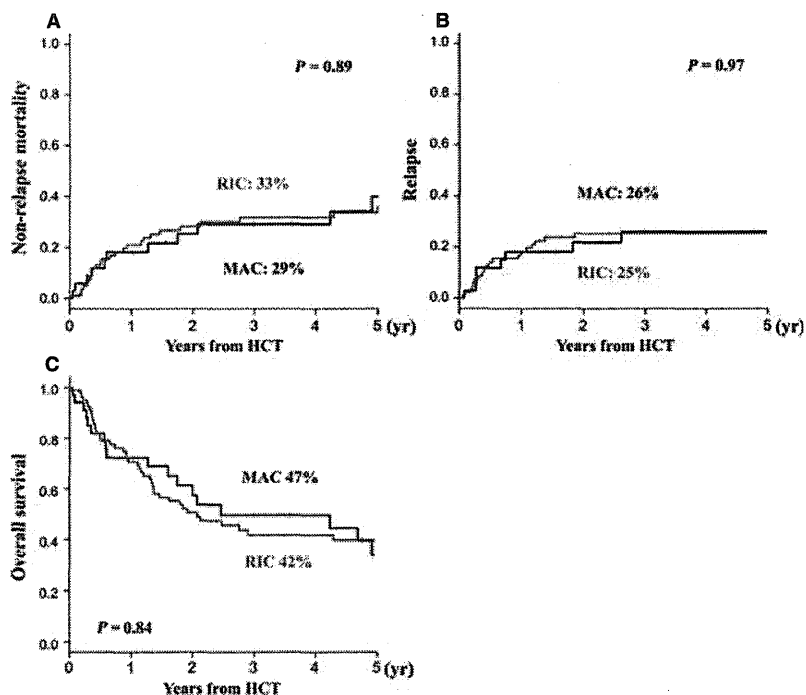 A
1.0
0.8
0.6
0.4
0.2
0.0
Non-relapse mortality
P = 0.89
RIC: 33%
MAC: 29%
0 1 2 3 4 5 (yr)
Years from HCT
B
1.0
0.8
0.6
0.4
0.2
0.0
Relapse
P = 0.97
MAC: 26%
RIC: 25%
0 1 2 3 4 5 (yr)
Years from HCT
C
1.0
0.8
0.6
0.4
0.2
0.0
Overall survival
MAC 47%
RIC 42%
P = 0.84
0 1 2 3 4 5 (yr)
Years from HCT